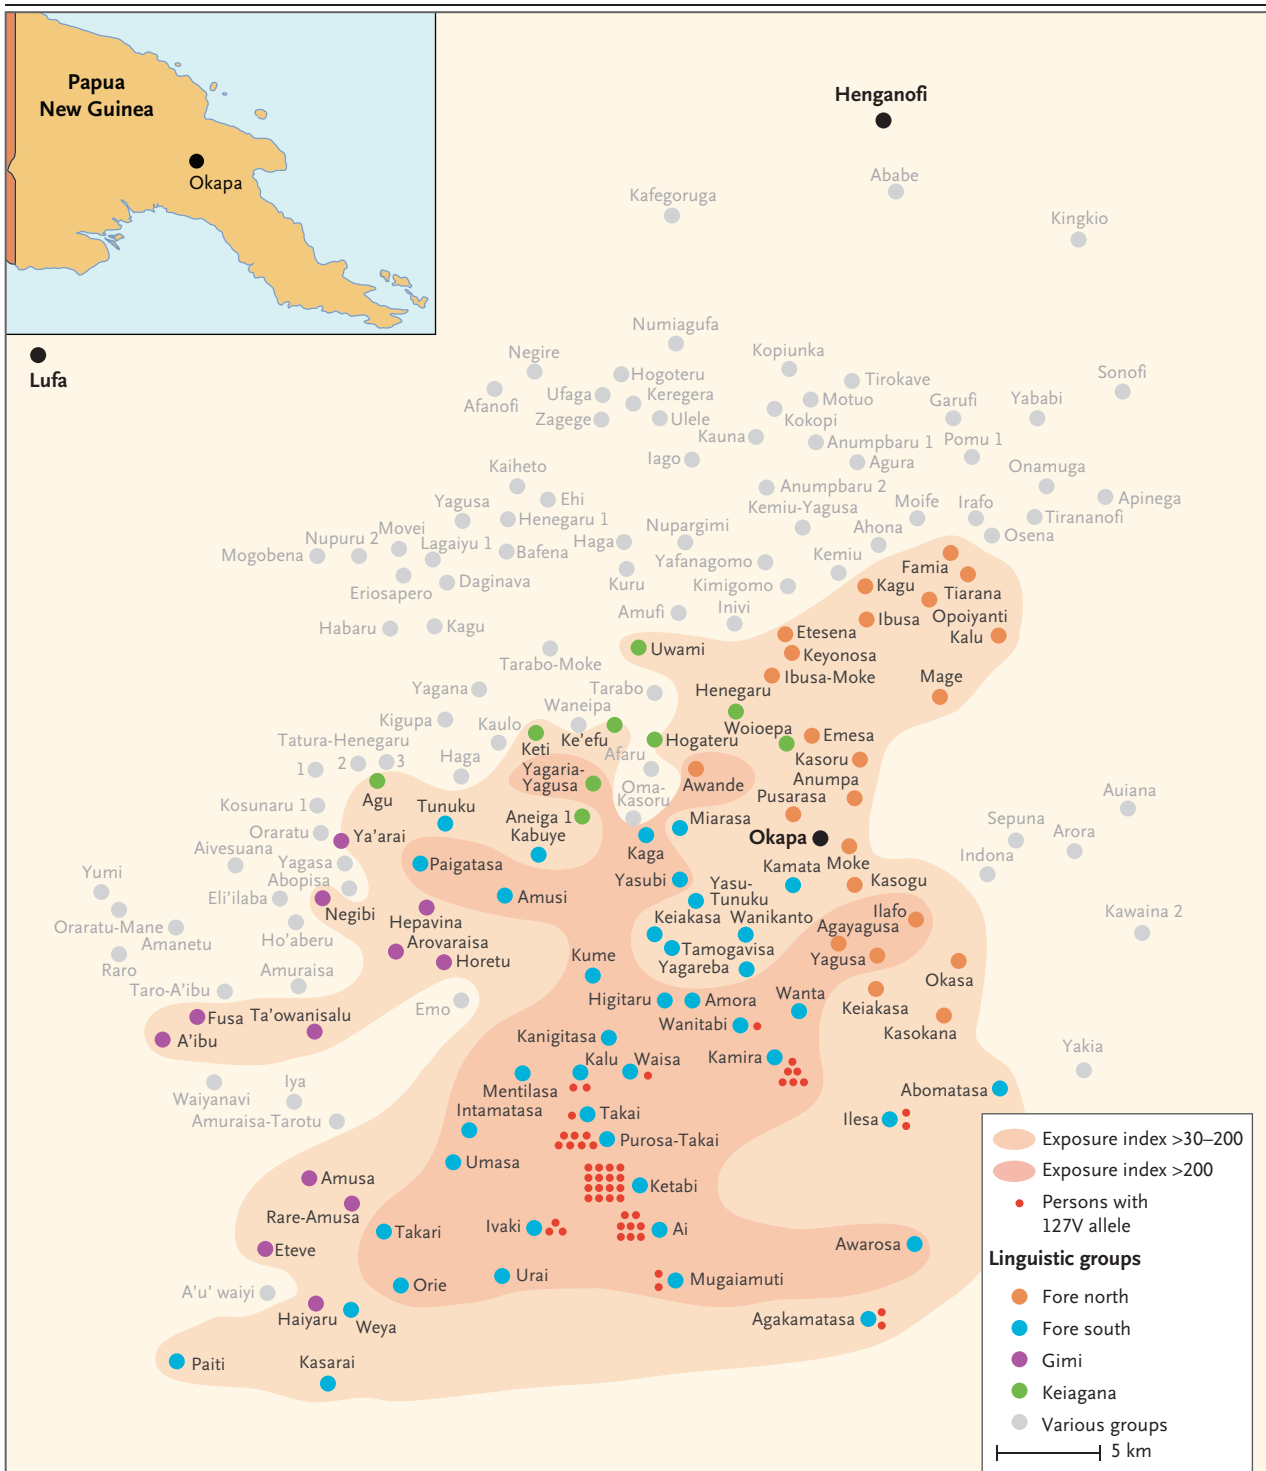 Papua
New Guinea
Okapa
Henganofi
Ababe
Kafegoruga
Kingkio
Lufa
Numiagufa
Negire
Kopiunka
Hogoteru
Tirokave
Sonofi
Afanofi
Ufaga
Keregera
Motuo
Garufi
Yababi
Zagege
Ulele
Kokopi
Kauna
Anumpbaru 1
Pomu 1
Iago
Agura
Kaiheto
Onamuga
Anumpbaru 2
Yagusa
Ehi
Kemiu-Yagusa
Moife
Irafo
Apinega
Henegaru 1
Nupargimi
Ahona
Tirananofi
Nupuru 2
Movei
Lagaiyu 1
Haga
Osena
Mogobena
Bafena
Yafanagomo
Kemiu
Famia
Eriosapero
Daginava
Kuru
Kimigomo
Kagu
Tiarana
Amufi
Inivi
Ibusa
Opoiyanti
Habaru
Kagu
Etesena
Kalu
Uwami
Keyonosa
Tarabo-Moke
Ibusa-Moke
Mage
Yagana
Tarabo
Henegaru
Kigupa
Kaulo
Waneipa
Woioepa
Emesa
Tatura-Henegaru
Keti
Ke'efu
Hogateru
1
2
3
Haga
Afaru
Kasoru
Yagaria-
Yagusa
Awande
Anumpa
Agu
Oma-
Kasoru
Pusarasa
Auiana
Kosunaru 1
Tunuku
Aneiga 1
Miarasa
Sepuna
Oraratu
Ya'arai
Kabuye
Okapa
Arora
Aivesuana
Kaga
Moke
Indona
Yagasa
Paigatasa
Kamata
Yumi
Abopisa
Yasubi
Yasu-
Tunuku
Kasogu
Eli'ilaba
Amusi
Negibi
Hepavina
Keiakasa
Wanikanto
Ilafo
Kawaina 2
Oraratu-Mane
Agayagusa
Amanetu
Ho'aberu
Arovaraisa
Tamogavisa
Raro
Amuraisa
Horetu
Kume
Yagareba
Yagusa
Okasa
Taro-A'ibu
Emo
Higitaru
Amora
Wanta
Keiakasa
Fusa
Ta'owanisalu
Wanitabi
Kasokana
A'ibu
Kanigitasa
Kalu
Waisa
Kamira
Yakia
Waiyanavi
Iya
Mentilasa
Abomatasa
Amuraisa-Tarotu
Intamatasa
Takai
Ilesa
Purosa-Takai
Umasa
Amusa
Ketabi
Rare-Amusa
Takari
Ivaki
Ai
Eteve
Awarosa
A'u' waiyi
Orie
Urai
Mugaiamuti
Haiyaru
Weya
Agakamatasa
Paiti
Kasarai
Exposure index >30–200
Exposure index >200
Persons with
127V allele
Linguistic groups
Fore north
Fore south
Gimi
Keiagana
Various groups
5 km